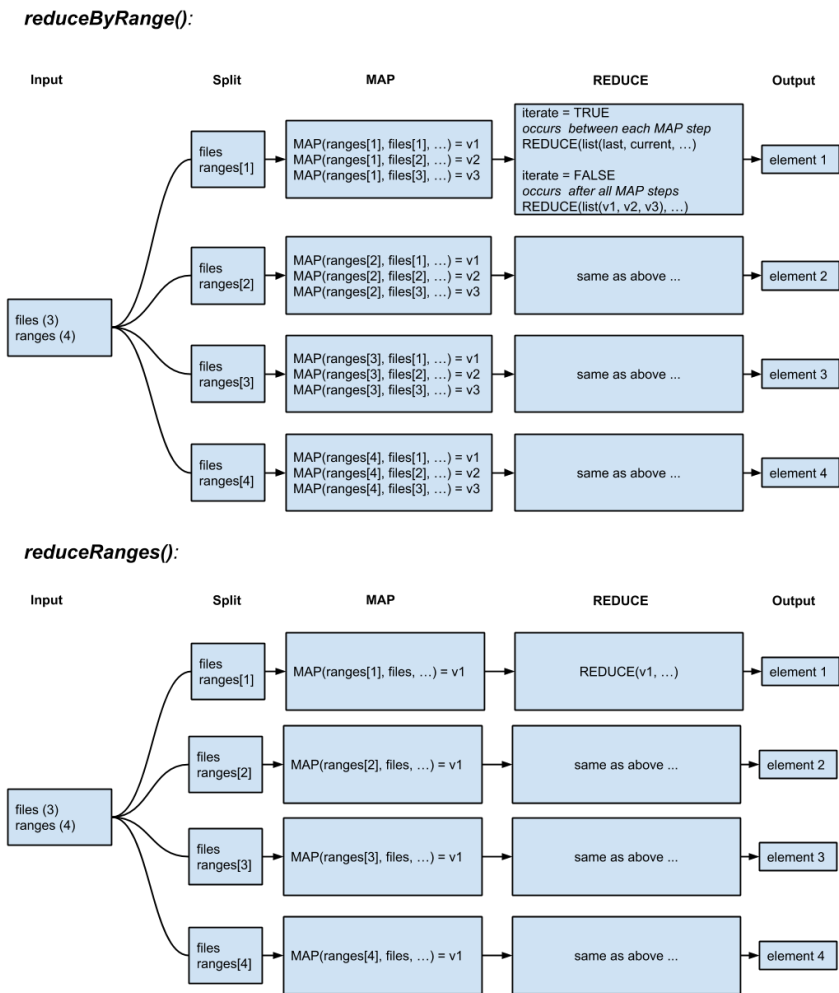 reduceByRange():
Input Split MAP REDUCE Output
files (3)
ranges (4)
files
ranges[1]
MAP(ranges[1], files[1], …) = v1
MAP(ranges[1], files[2], …) = v2
MAP(ranges[1], files[3], …) = v3
iterate = TRUE
occurs  between each MAP step
REDUCE(list(last, current, …)
iterate = FALSE
occurs  after all MAP steps
REDUCE(list(v1, v2, v3), …)
element 1
files
ranges[2]
MAP(ranges[2], files[1], …) = v1
MAP(ranges[2], files[2], …) = v2
MAP(ranges[2], files[3], …) = v3
same as above ...
element 2
files
ranges[3]
MAP(ranges[3], files[1], …) = v1
MAP(ranges[3], files[2], …) = v2
MAP(ranges[3], files[3], …) = v3
same as above ...
element 3
files
ranges[4]
MAP(ranges[4], files[1], …) = v1
MAP(ranges[4], files[2], …) = v2
MAP(ranges[4], files[3], …) = v3
same as above ...
element 4
reduceRanges():
Input Split MAP REDUCE Output
files (3)
ranges (4)
files
ranges[1]
MAP(ranges[1], files, …) = v1
REDUCE(v1, …)
element 1
files
ranges[2]
MAP(ranges[2], files, …) = v1
same as above ...
element 2
files
ranges[3]
MAP(ranges[3], files, …) = v1
same as above ...
element 3
files
ranges[4]
MAP(ranges[4], files, …) = v1
same as above ...
element 4